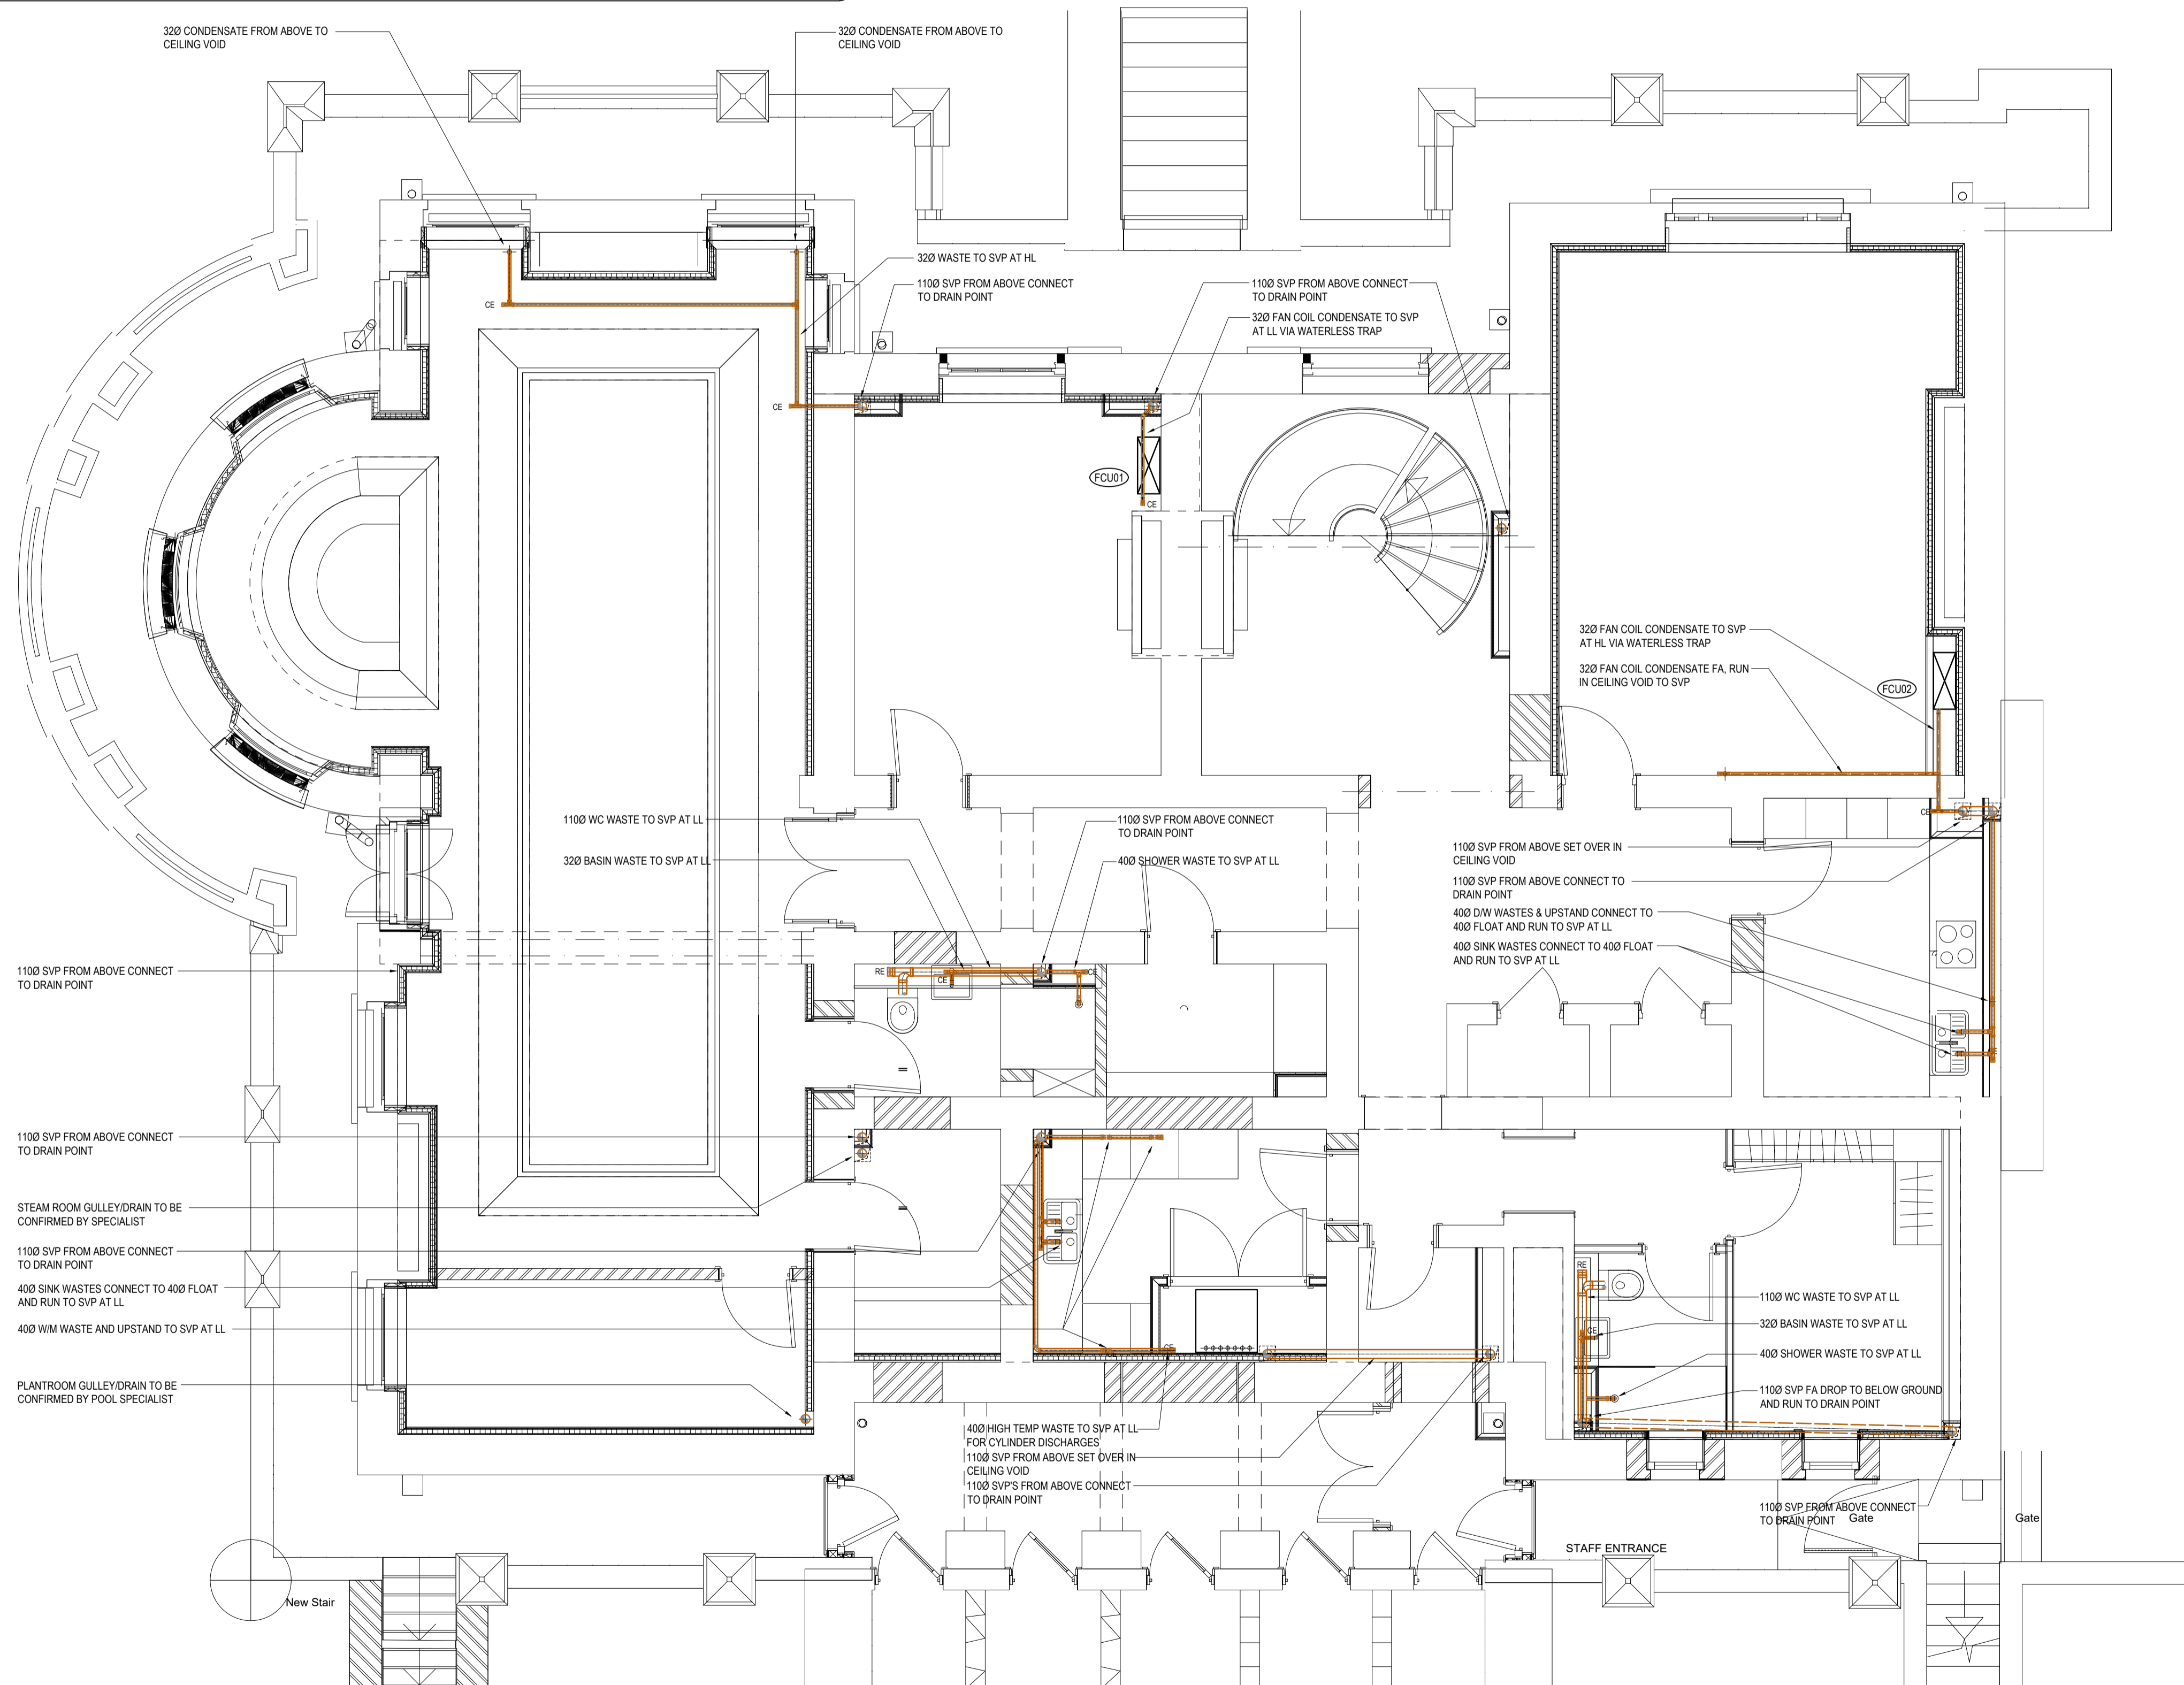 32Ø CONDENSATE FROM ABOVE TO
CEILING VOID
32Ø CONDENSATE FROM ABOVE TO
CEILING VOID
32Ø WASTE TO SVP AT HL
110Ø SVP FROM ABOVE CONNECT
TO DRAIN POINT
110Ø SVP FROM ABOVE CONNECT
TO DRAIN POINT
32Ø FAN COIL CONDENSATE TO SVP
AT LL VIA WATERLESS TRAP
CE
CE
FCU01
CE
32Ø FAN COIL CONDENSATE TO SVP
AT HL VIA WATERLESS TRAP
32Ø FAN COIL CONDENSATE FA, RUN
IN CEILING VOID TO SVP
FCU02
CE
110Ø WC WASTE TO SVP AT LL
32Ø BASIN WASTE TO SVP AT LL
110Ø SVP FROM ABOVE CONNECT
TO DRAIN POINT
40Ø SHOWER WASTE TO SVP AT LL
110Ø SVP FROM ABOVE SET OVER IN
CEILING VOID
110Ø SVP FROM ABOVE CONNECT TO
DRAIN POINT
40Ø D/W WASTES & UPSTAND CONNECT TO
40Ø FLOAT AND RUN TO SVP AT LL
40Ø SINK WASTES CONNECT TO 40Ø FLOAT
AND RUN TO SVP AT LL
RE
CE
CE
110Ø SVP FROM ABOVE CONNECT
TO DRAIN POINT
110Ø SVP FROM ABOVE CONNECT
TO DRAIN POINT
STEAM ROOM GULLEY/DRAIN TO BE
CONFIRMED BY SPECIALIST
110Ø SVP FROM ABOVE CONNECT
TO DRAIN POINT
40Ø SINK WASTES CONNECT TO 40Ø FLOAT
AND RUN TO SVP AT LL
40Ø W/M WASTE AND UPSTAND TO SVP AT LL
PLANTROOM GULLEY/DRAIN TO BE
CONFIRMED BY POOL SPECIALIST
CE
RE
CE
110Ø WC WASTE TO SVP AT LL
32Ø BASIN WASTE TO SVP AT LL
40Ø SHOWER WASTE TO SVP AT LL
110Ø SVP FA DROP TO BELOW GROUND
AND RUN TO DRAIN POINT
40Ø HIGH TEMP WASTE TO SVP AT LL
FOR CYLINDER DISCHARGES
110Ø SVP FROM ABOVE SET OVER IN
CEILING VOID
110Ø SVP'S FROM ABOVE CONNECT
TO DRAIN POINT
110Ø SVP FROM ABOVE CONNECT
TO DRAIN POINT
Gate
Gate
STAFF ENTRANCE
New Stair